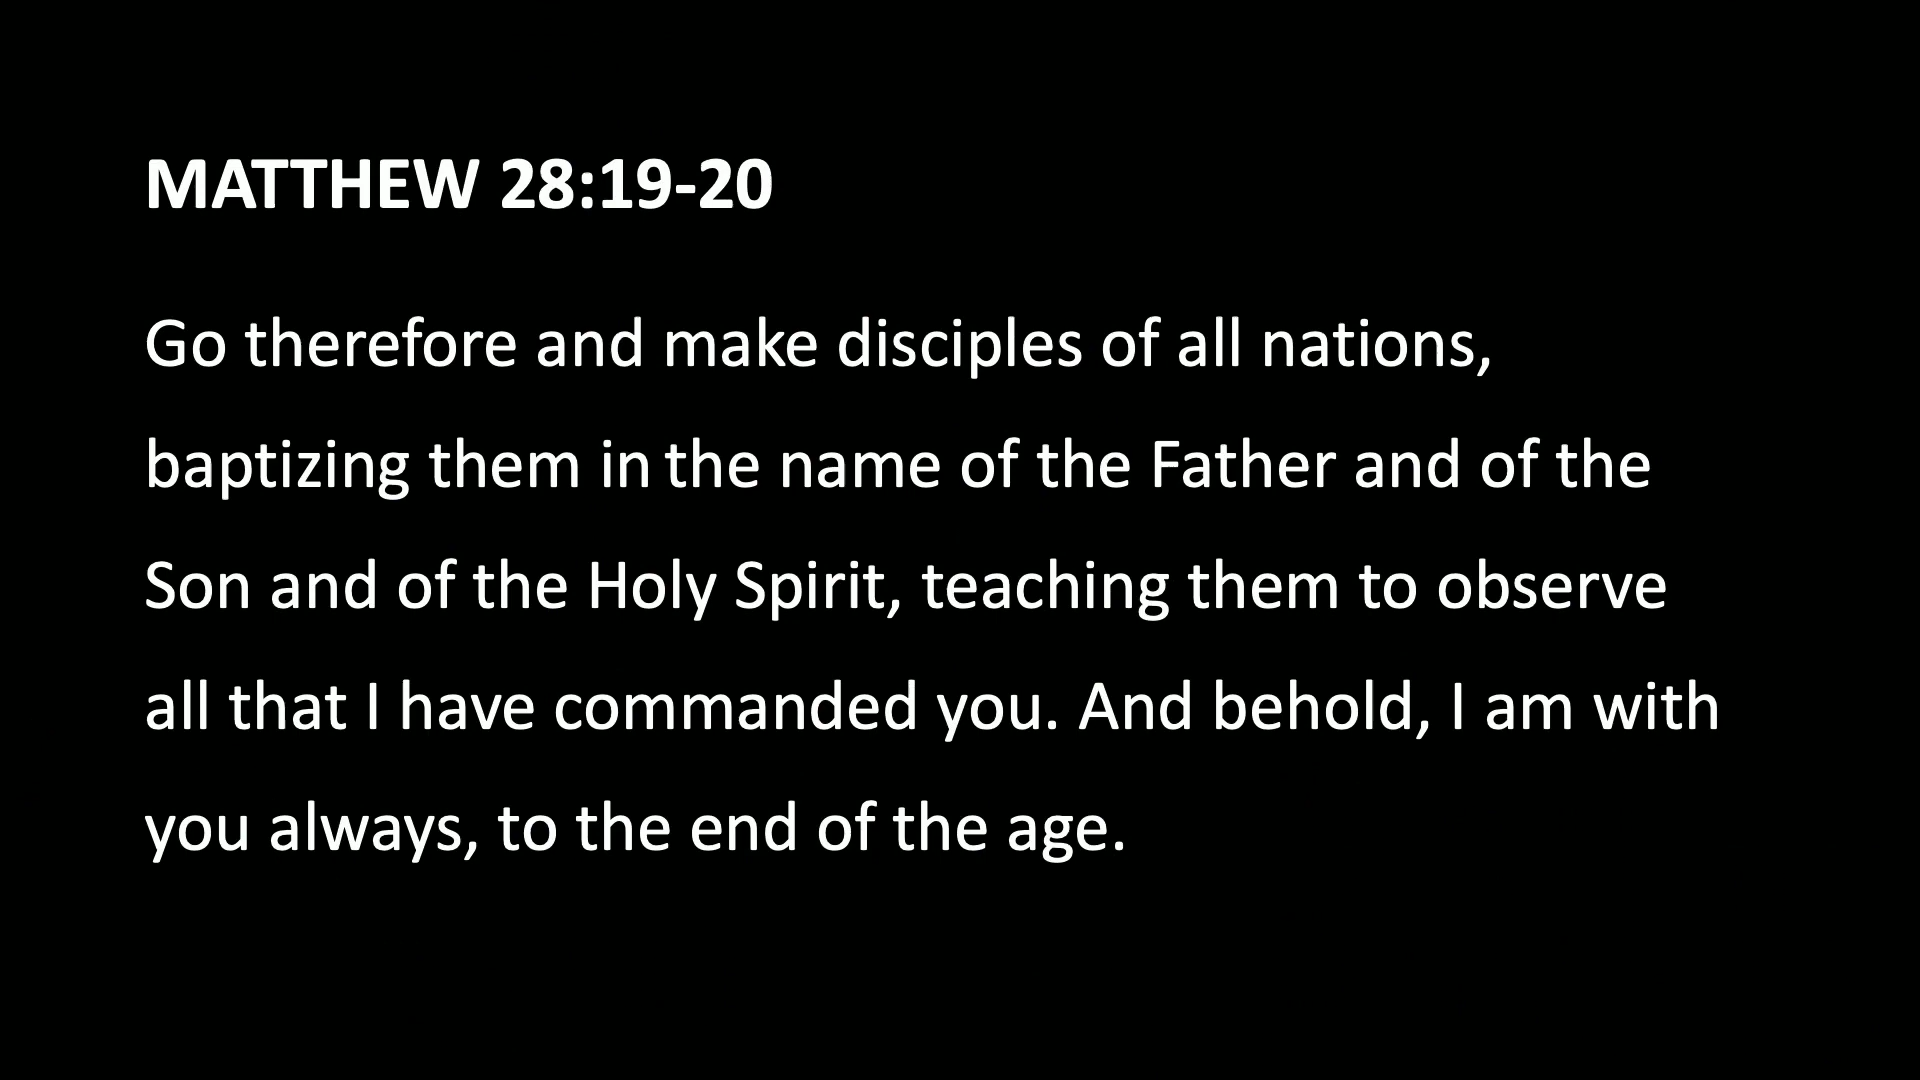 MATTHEW 28:19-20
Go therefore and make disciples of all nations,
baptizing them in the name of the Father and of the
Son and of the Holy Spirit, teaching them to observe
all that I have commanded you. And behold, I am with
you always, to the end of the age.